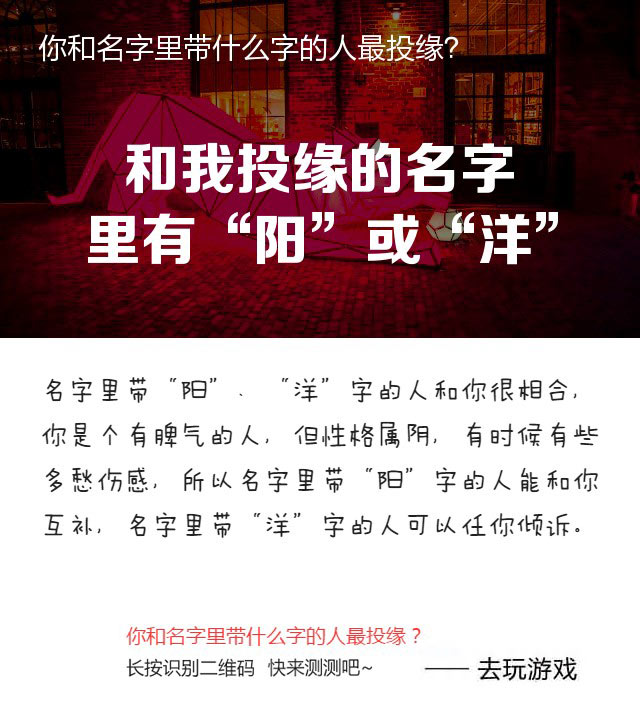 你和名字里带什么字的人最投缘?
和我投缘的名字
里有“阳”或“洋”
名字里带“阳”、“洋”字的人和你很相合,
你是个有脾气的人, 但性格属阴, 有时候有些
多愁伤感, 所以名字里带“阳”字的人能和你
互补, 名字里带“洋”字的人可以任你倾诉。
你和名字里带什么字的人最投缘？
长按识别二维码 快来测测吧~
—— 去玩游戏